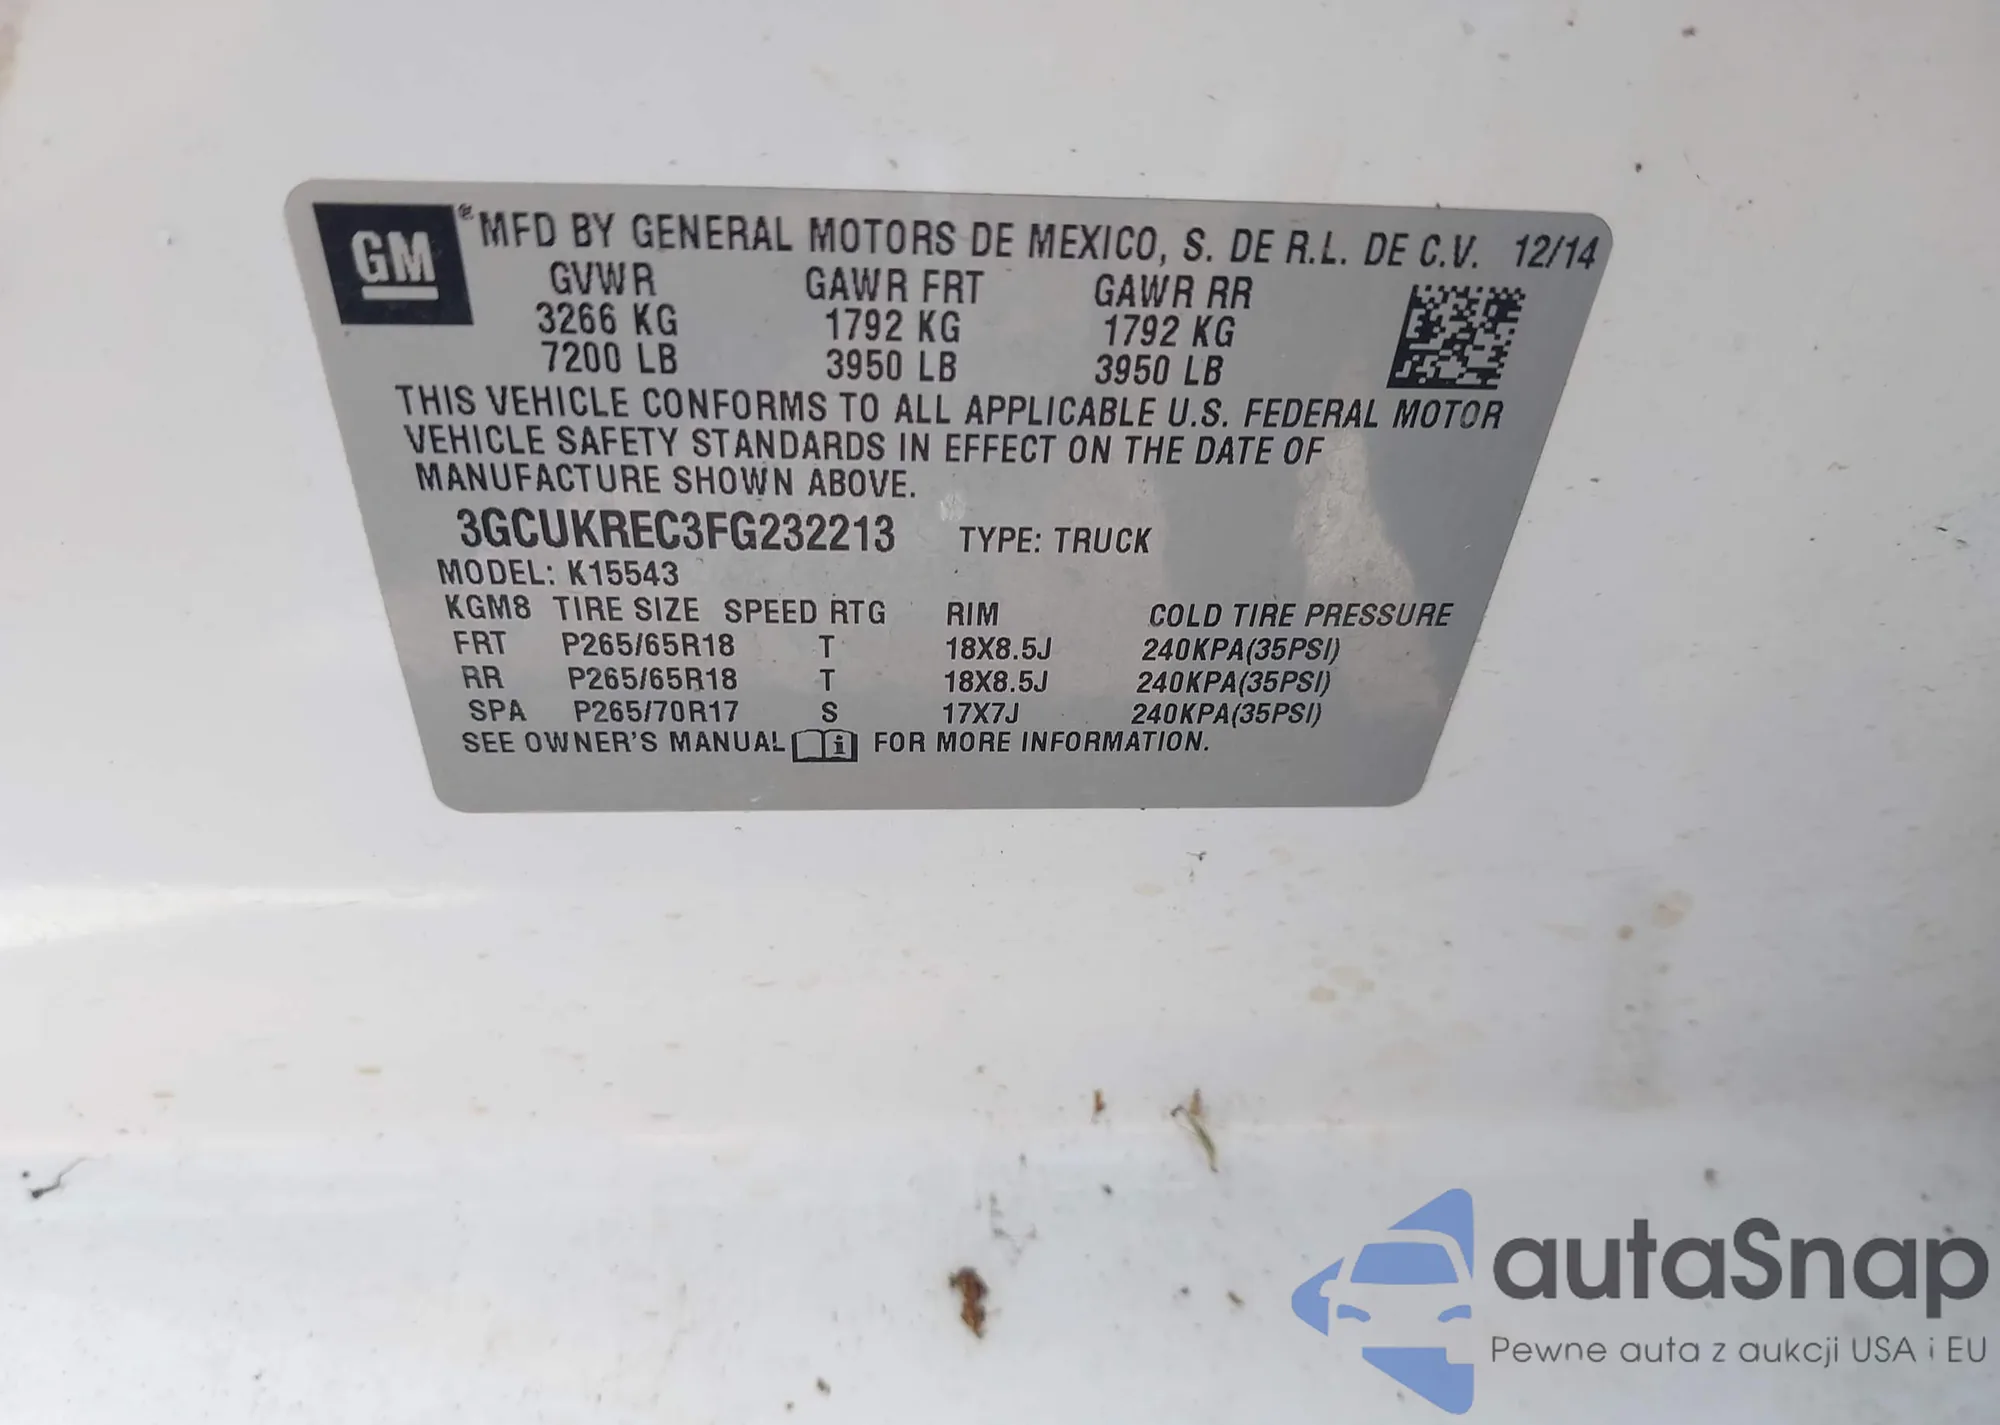 GM
® MFD BY GENERAL MOTORS DE MEXICO, S. DE R.L. DE C.V. 12/14
GVWR GAWR FRT GAWR RR
3266 KG 1792 KG 1792 KG
7200 LB 3950 LB 3950 LB
THIS VEHICLE CONFORMS TO ALL APPLICABLE U.S. FEDERAL MOTOR
VEHICLE SAFETY STANDARDS IN EFFECT ON THE DATE OF
MANUFACTURE SHOWN ABOVE.
3GCUKREC3FG232213 TYPE: TRUCK
MODEL: K15543
KGM8 TIRE SIZE SPEED RTG RIM COLD TIRE PRESSURE
FRT P265/65R18 T 18X8.5J 240KPA(35PSI)
RR P265/65R18 T 18X8.5J 240KPA(35PSI)
SPA P265/70R17 S 17X7J 240KPA(35PSI)
SEE OWNER'S MANUAL i FOR MORE INFORMATION.
autaSnap
Pewne auta z aukcji USA i EU